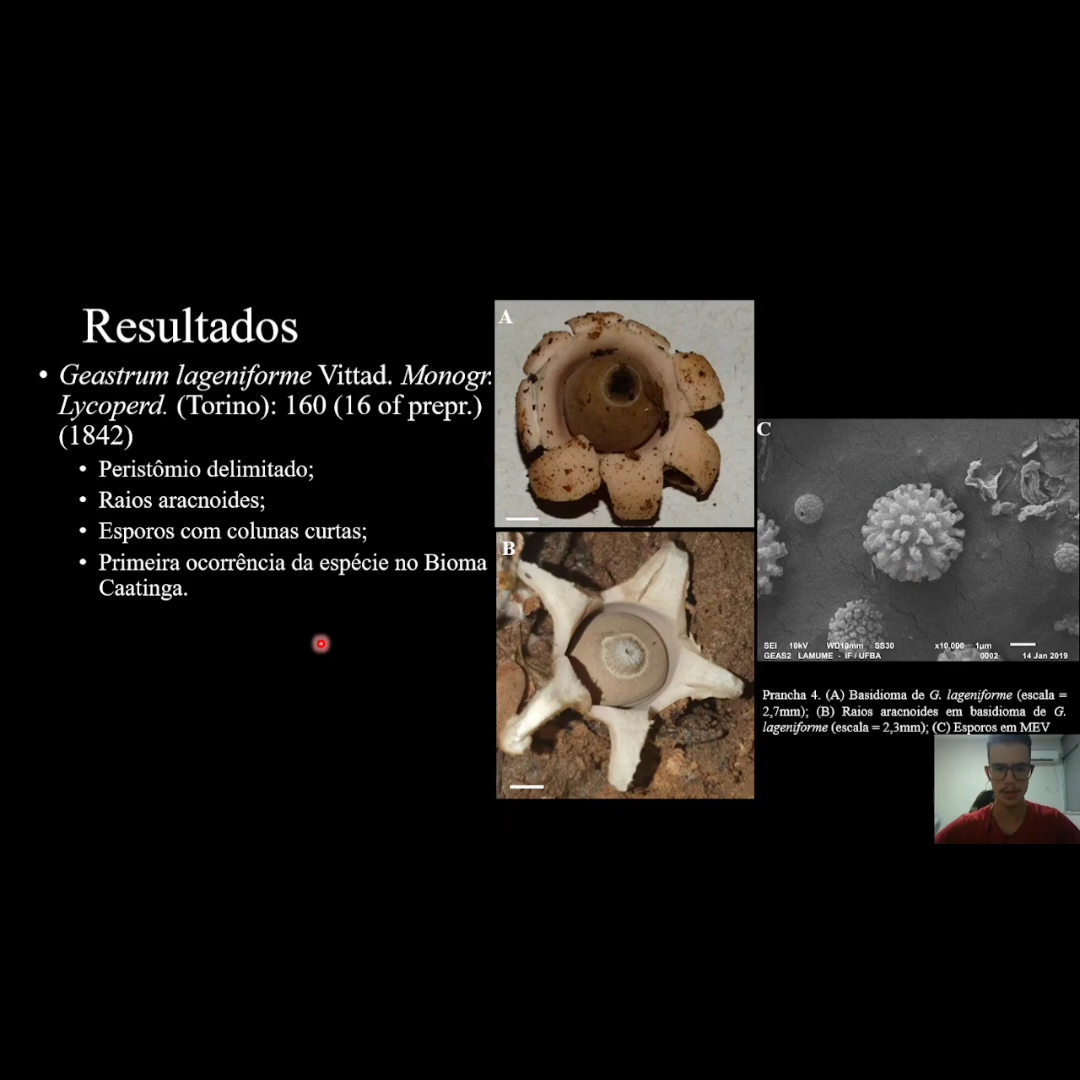 Resultados
• Geastrum lageniforme Vittad. Monogr.
Lycoperd. (Torino): 160 (16 of prepr.)
(1842)
• Peristômio delimitado;
• Raios aracnoides;
• Esporos com colunas curtas;
• Primeira ocorrência da espécie no Bioma
Caatinga.
A
B
C
SEI 10kV WD19mm SS30 x10,000 1µm
GEAS2 LAMUME - IF / UFBA 0002 14 Jan 2019
Prancha 4. (A) Basidioma de G. lageniforme (escala =
2,7mm); (B) Raios aracnoides em basidioma de G.
lageniforme (escala = 2,3mm); (C) Esporos em MEV